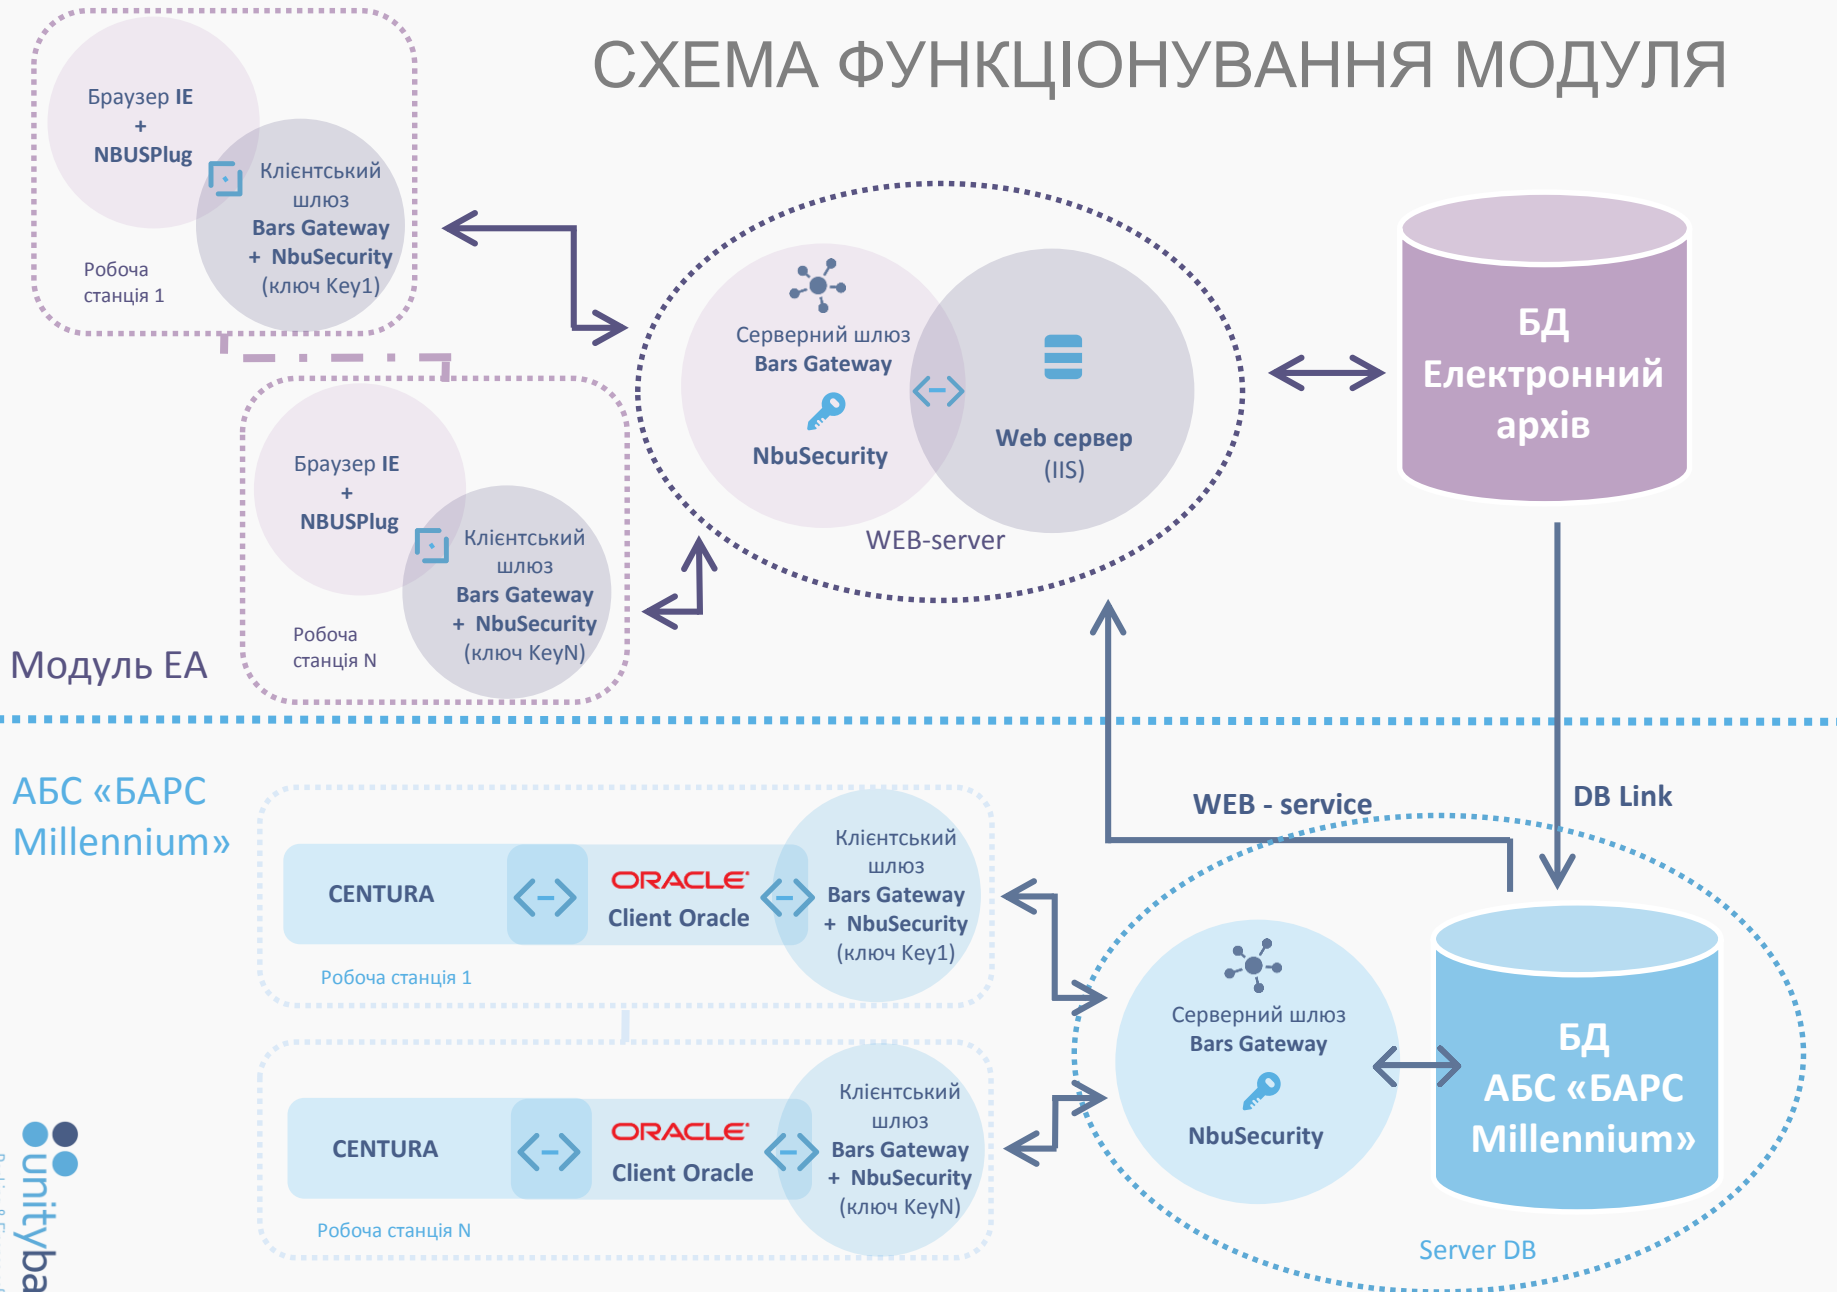 СХЕМА ФУНКЦІОНУВАННЯ МОДУЛЯ
Браузер IE
+
NBUSPlug
Клієнтський
шлюз
Bars Gateway
+ NbuSecurity
(ключ Key1)
Робоча
станція 1
Браузер IE
+
NBUSPlug
Клієнтський
шлюз
Bars Gateway
+ NbuSecurity
(ключ KeyN)
Робоча
станція N
Модуль ЕА
Серверний шлюз
Bars Gateway
NbuSecurity
Web сервер
(IIS)
WEB-server
БД
Електронний
архів
АБС «БАРС
Millennium»
WEB - service
DB Link
CENTURA
ORACLE
Client Oracle
Клієнтський
шлюз
Bars Gateway
+ NbuSecurity
(ключ Key1)
Робоча станція 1
CENTURA
ORACLE
Client Oracle
Клієнтський
шлюз
Bars Gateway
+ NbuSecurity
(ключ KeyN)
Робоча станція N
Серверний шлюз
Bars Gateway
NbuSecurity
БД
АБС «БАРС
Millennium»
Server DB
unityba